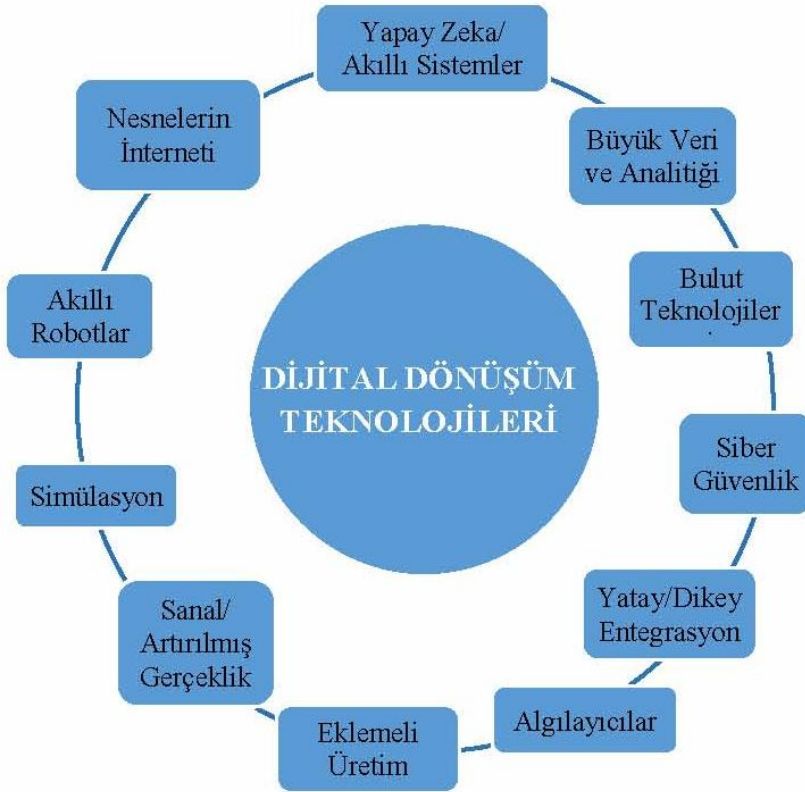 Yapay Zeka/
Akıllı Sistemler
Büyük Veri
ve Analitiği
Bulut
Teknolojiler
Siber
Güvenlik
Yatay/Dikey
Entegrasyon
Algılayıcılar
Eklemeli
Üretim
Sanal/
Artırılmış
Gerçeklik
Simülasyon
Akıllı
Robotlar
Nesnelerin
İnterneti
DİJİTAL DÖNÜŞÜM
TEKNOLOJİLERİ